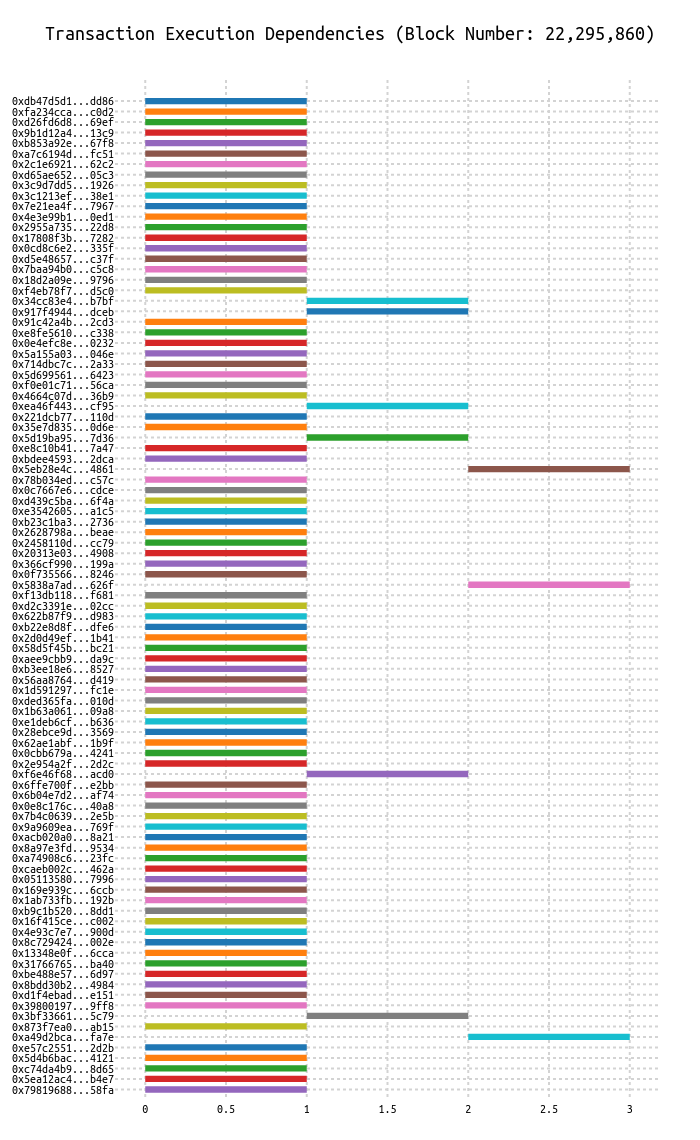 Transaction Execution Dependencies (Block Number: 22,295,860)
0xdb47d5d1...dd86
0xfa234cca...c0d2
0xd26fd6d8...69ef
0x9b1d12a4...13c9
0xb853a92e...67f8
0xa7c6194d...fc51
0x2c1e6921...62c2
0xd65ae652...05c3
0x3c9d7dd5...1926
0x3c1213ef...38e1
0x7e21ea4f...7967
0x4e3e99b1...0ed1
0x2955a735...22d8
0x17808f3b...7282
0x0cd8c6e2...335f
0xd5e48657...c37f
0x7baa94b0...c5c8
0x18d2a09e...9796
0xf4eb78f7...d5c0
0x34cc83e4...b7bf
0x917f4944...dceb
0x91c42a4b...2cd3
0xe8fe5610...c338
0x0e4efc8e...0232
0x5a155a03...046e
0x714dbc7c...2a33
0x5d699561...6423
0xf0e01c71...56ca
0x4664c07d...36b9
0xea46f443...cf95
0x221dcb77...110d
0x35e7d835...0d6e
0x5d19ba95...7d36
0xe8c10b41...7a47
0xbdee4593...2dca
0x5eb28e4c...4861
0x78b034ed...c57c
0x0c7667e6...cdce
0xd439c5ba...6f4a
0xe3542605...a1c5
0xb23c1ba3...2736
0x2628798a...beae
0x2458110d...cc79
0x20313e03...4908
0x366cf990...199a
0x0f735566...8246
0x5838a7ad...626f
0xf13db118...f681
0xd2c3391e...02cc
0x622b87f9...d983
0xb22e8d8f...dfe6
0x2d0d49ef...1b41
0x58d5f45b...bc21
0xaee9cbb9...da9c
0xb3ee18e6...8527
0x56aa8764...d419
0x1d591297...fc1e
0xded365fa...010d
0x1b63a061...09a8
0xe1deb6cf...b636
0x28ebce9d...3569
0x62ae1abf...1b9f
0x0cbb679a...4241
0x2e954a2f...2d2c
0xf6e46f68...acd0
0x6ffe700f...e2bb
0x6b04e7d2...af74
0x0e8c176c...40a8
0x7b4c0639...2e5b
0x9a9609ea...769f
0xacb020a0...8a21
0x8a97e3fd...9534
0xa74908c6...23fc
0xcaeb002c...462a
0x05113580...7996
0x169e939c...6ccb
0x1ab733fb...192b
0xb9c1b520...8dd1
0x16f415ce...c002
0x4e93c7e7...900d
0x8c729424...002e
0x13348e0f...6cca
0x31766765...ba40
0xbe488e57...6d97
0x8bdd30b2...4984
0xd1f4ebad...e151
0x39800197...9ff8
0x3bf33661...5c79
0x873f7ea0...ab15
0xa49d2bca...fa7e
0xe57c2551...2d2b
0x5d4b6bac...4121
0xc74da4b9...8d65
0x5ea12ac4...b4e7
0x79819688...58fa
0 0.5 1 1.5 2 2.5 3